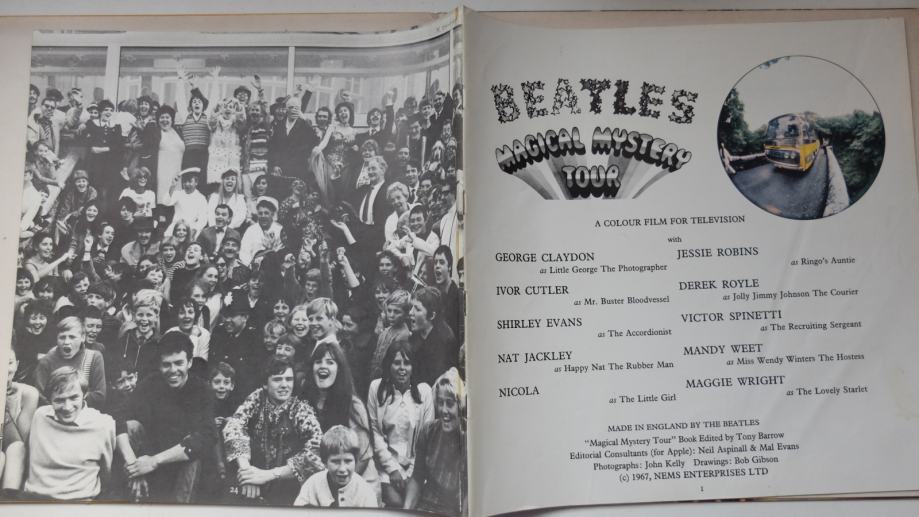 24
BEATLES
MAGICAL MYSTERY
TOUR
A COLOUR FILM FOR TELEVISION
with
GEORGE CLAYDON
as Little George The Photographer
JESSIE ROBINS
as Ringo's Auntie
IVOR CUTLER
as Mr. Buster Bloodvessel
DEREK ROYLE
as Jolly Jimmy Johnson The Courier
SHIRLEY EVANS
as The Accordionist
VICTOR SPINETTI
as The Recruiting Sergeant
NAT JACKLEY
as Happy Nat The Rubber Man
MANDY WEET
as Miss Wendy Winters The Hostess
NICOLA
as The Little Girl
MAGGIE WRIGHT
as The Lovely Starlet
MADE IN ENGLAND BY THE BEATLES
"Magical Mystery Tour" Book Edited by Tony Barrow
Editorial Consultants (for Apple): Neil Aspinall & Mal Evans
Photographs: John Kelly Drawings: Bob Gibson
(c) 1967, NEMS ENTERPRISES LTD
1